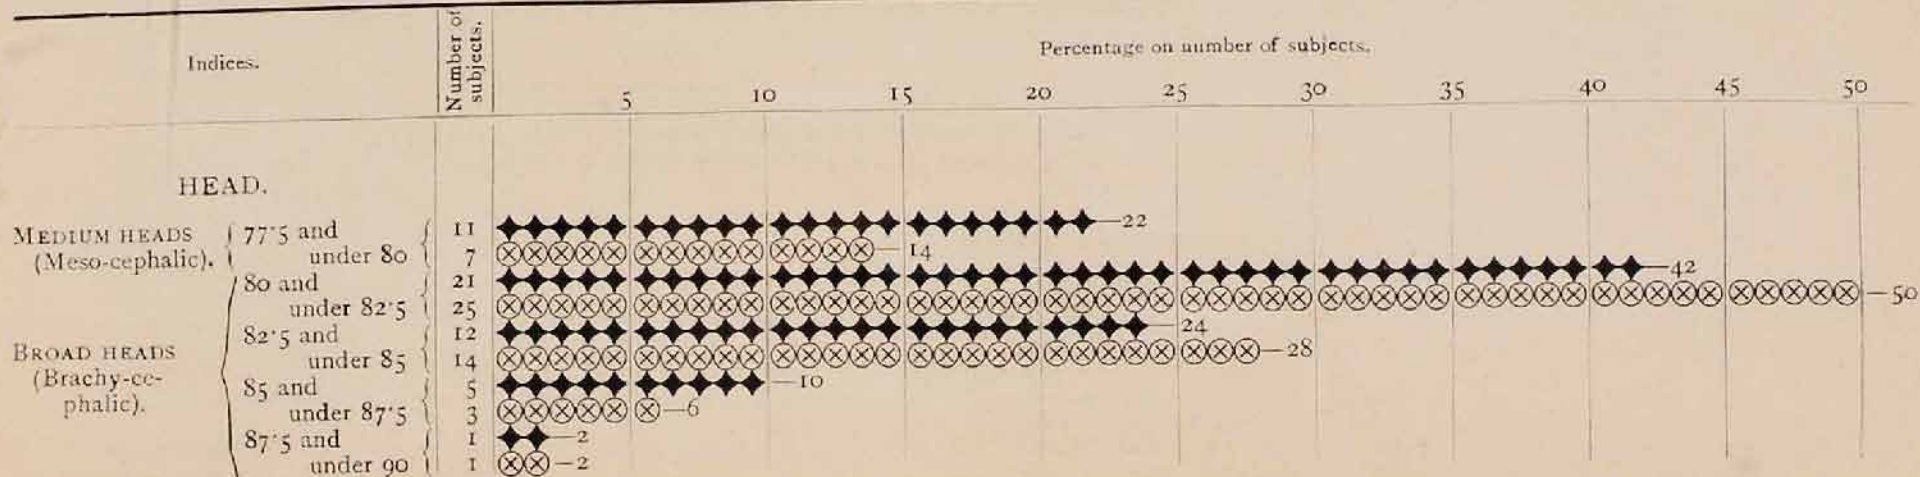 Indices.
Number of subjects.
Percentage on number of subjects.
5 10 15 20 25 30 35 40 45 50
HEAD.
MEDIUM HEADS (Meso-cephalic).
77·5 and under 80
11 —22
7 —14
BROAD HEADS (Brachy-ce-phalic).
80 and under 82·5
21 —42
25 —50
82·5 and under 85
12 —24
14 —28
85 and under 87·5
5 —10
3 —6
87·5 and under 90
1 —2
1 —2